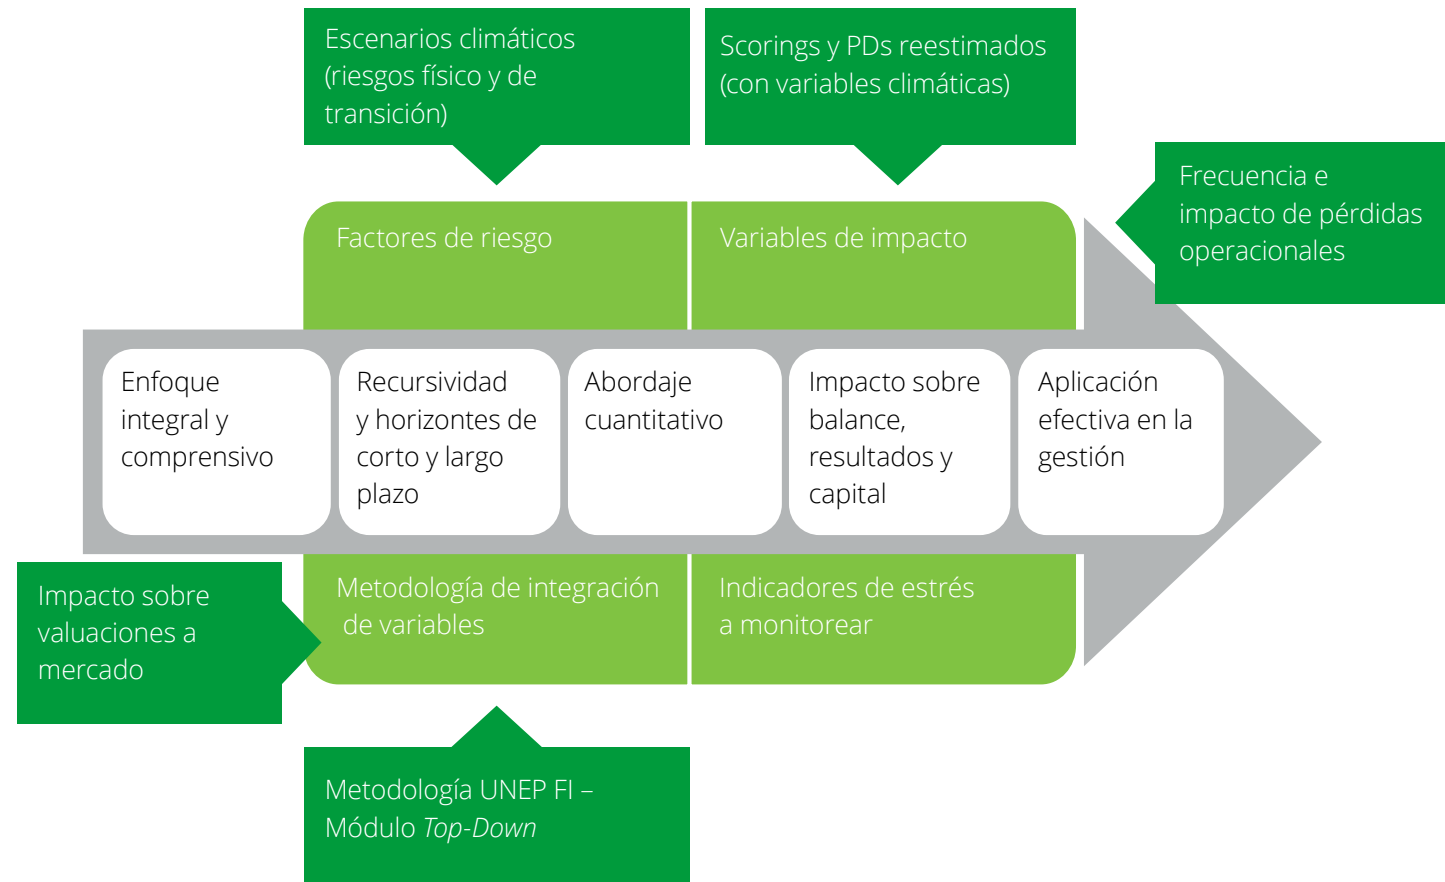 Escenarios climáticos
(riesgos físico y de
transición)
Scorings y PDs reestimados
(con variables climáticas)
Frecuencia e
impacto de pérdidas
operacionales
Factores de riesgo
Variables de impacto
Enfoque
integral y
comprensivo
Recursividad
y horizontes de
corto y largo
plazo
Abordaje
cuantitativo
Impacto sobre
balance,
resultados y
capital
Aplicación
efectiva en la
gestión
Impacto sobre
valuaciones a
mercado
Metodología de integración
de variables
Indicadores de estrés
a monitorear
Metodología UNEP FI –
Módulo Top-Down